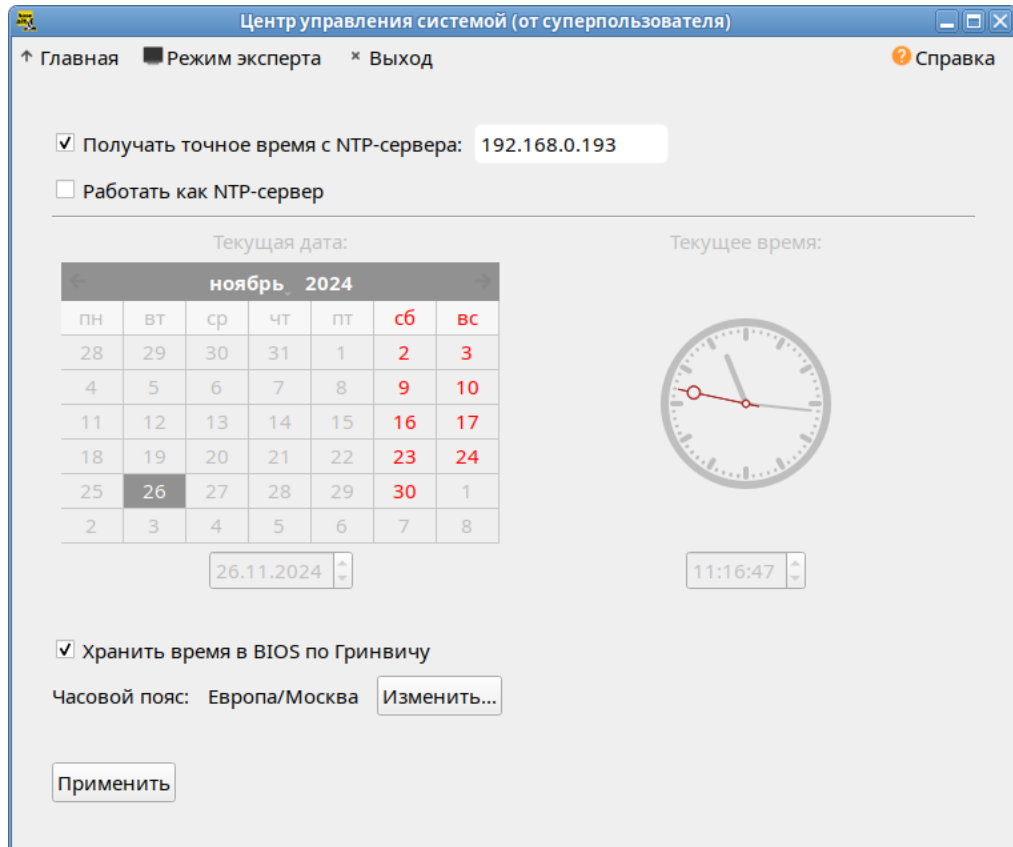 Центр управления системой (от суперпользователя)
Главная Режим эксперта Выход Справка
Получать точное время с NTP-сервера: 192.168.0.193
Работать как NTP-сервер
Текущая дата: Текущее время:
ноябрь 2024
пн вт ср чт пт сб вс
28 29 30 31 1 2 3
4 5 6 7 8 9 10
11 12 13 14 15 16 17
18 19 20 21 22 23 24
25 26 27 28 29 30 1
2 3 4 5 6 7 8
26.11.2024 11:16:47
Хранить время в BIOS по Гринвичу
Часовой пояс: Европа/Москва Изменить...
Применить